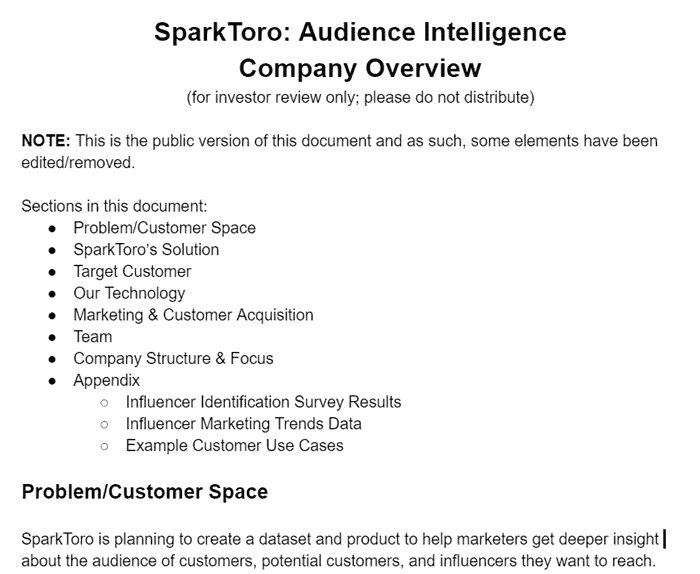 SparkToro: Audience Intelligence
Company Overview
(for investor review only; please do not distribute)
NOTE: This is the public version of this document and as such, some elements have been
edited/removed.
Sections in this document:
● Problem/Customer Space
● SparkToro's Solution
● Target Customer
● Our Technology
● Marketing & Customer Acquisition
● Team
● Company Structure & Focus
● Appendix
○ Influencer Identification Survey Results
○ Influencer Marketing Trends Data
○ Example Customer Use Cases
Problem/Customer Space
SparkToro is planning to create a dataset and product to help marketers get deeper insight
about the audience of customers, potential customers, and influencers they want to reach.